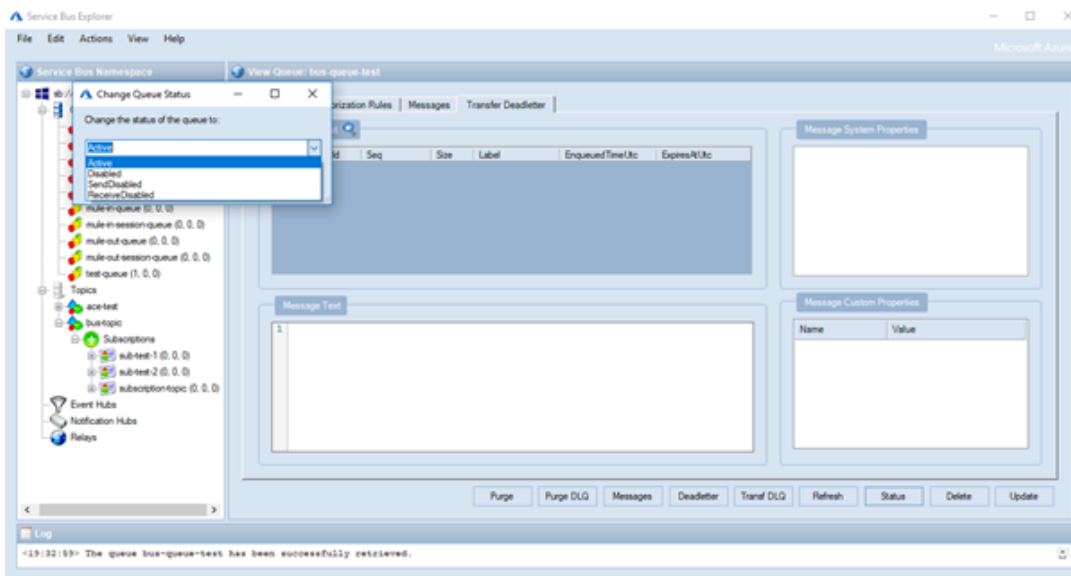 Service Bus Explorer
File Edit Actions View Help
Microsoft Azure
Service Bus Namespace
View Queue: bus-queue-test
Change Queue Status
Change the status of the queue to:
Active
Active
Disabled
SendDisabled
ReceiveDisabled
Rules Messages Transfer Deadletter
Seq Size Label EnqueuedTimeUtc ExpiresAtUtc
Message System Properties
mule-in-queue (0, 0, 0)
mule-in-session-queue (0, 0, 0)
mule-out-queue (0, 0, 0)
mule-out-session-queue (0, 0, 0)
test-queue (1, 0, 0)
Topics
ace-test
bus-topic
Subscriptions
sub-test-1 (0, 0, 0)
sub-test-2 (0, 0, 0)
subscription-topic (0, 0, 0)
Event Hubs
Notification Hubs
Relays
Message Text
1
Message Custom Properties
Name Value
Purge Purge DLQ Messages Deadletter Transf DLQ Refresh Status Delete Update
Log
<19:32:59> The queue bus-queue-test has been successfully retrieved.